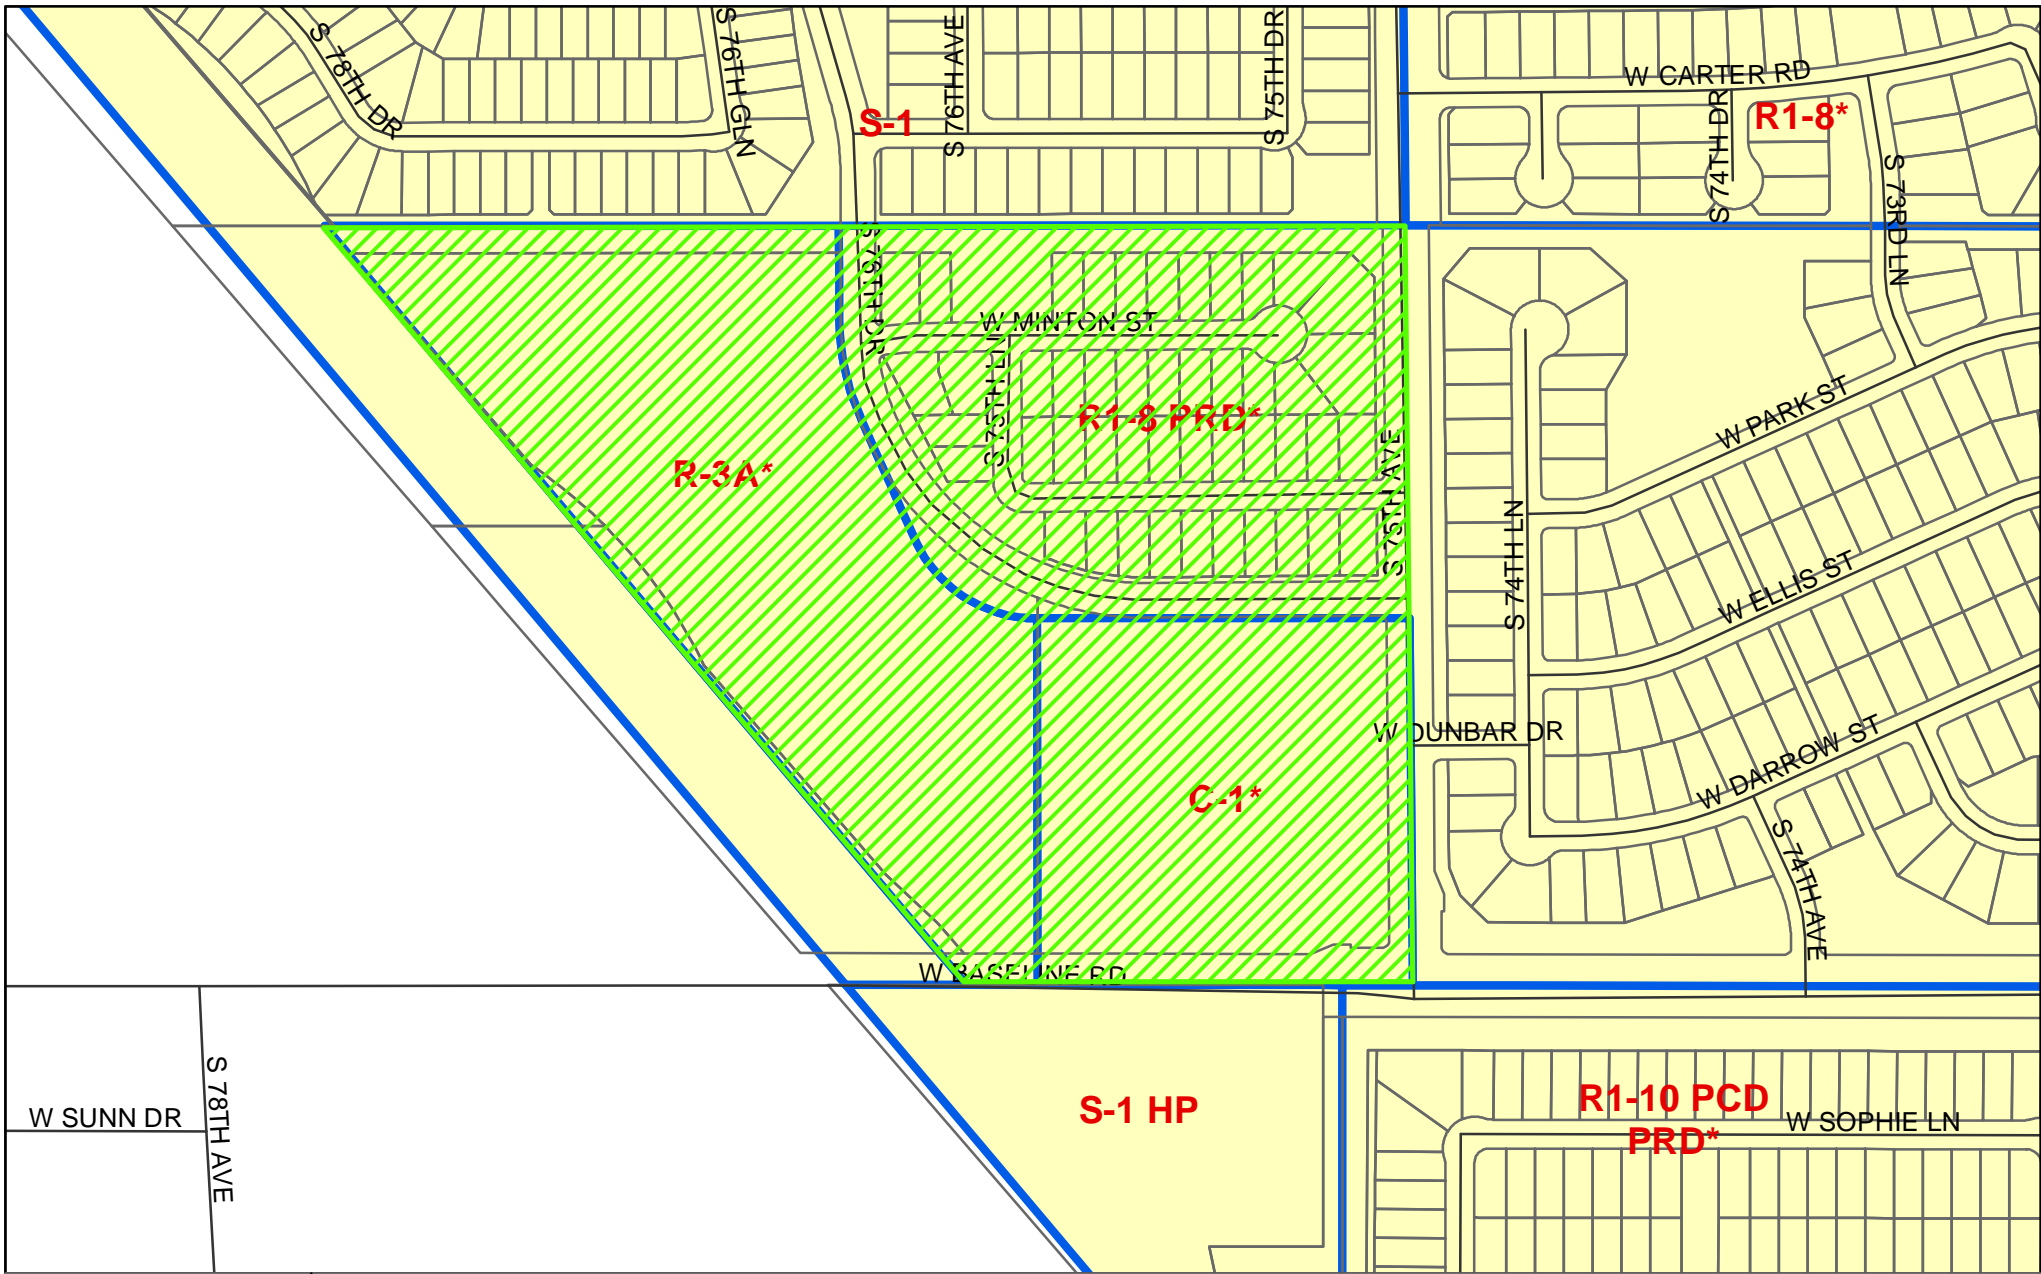 S 78TH DR
S 76TH GLN
S 76TH AVE
S 75TH DR
W CARTER RD
S-1
R1-8*
S 74TH DR
S 73RD LN
S 76TH DR
W MINTON ST
S 75TH LN
R1-8 PRD*
S 75TH AVE
W PARK ST
R-3A*
S 74TH LN
W ELLIS ST
W DUNBAR DR
W DARROW ST
C-1*
S 74TH AVE
W BASELINE RD
S 78TH AVE
W SUNN DR
S-1 HP
R1-10 PCD
PRD*
W SOPHIE LN